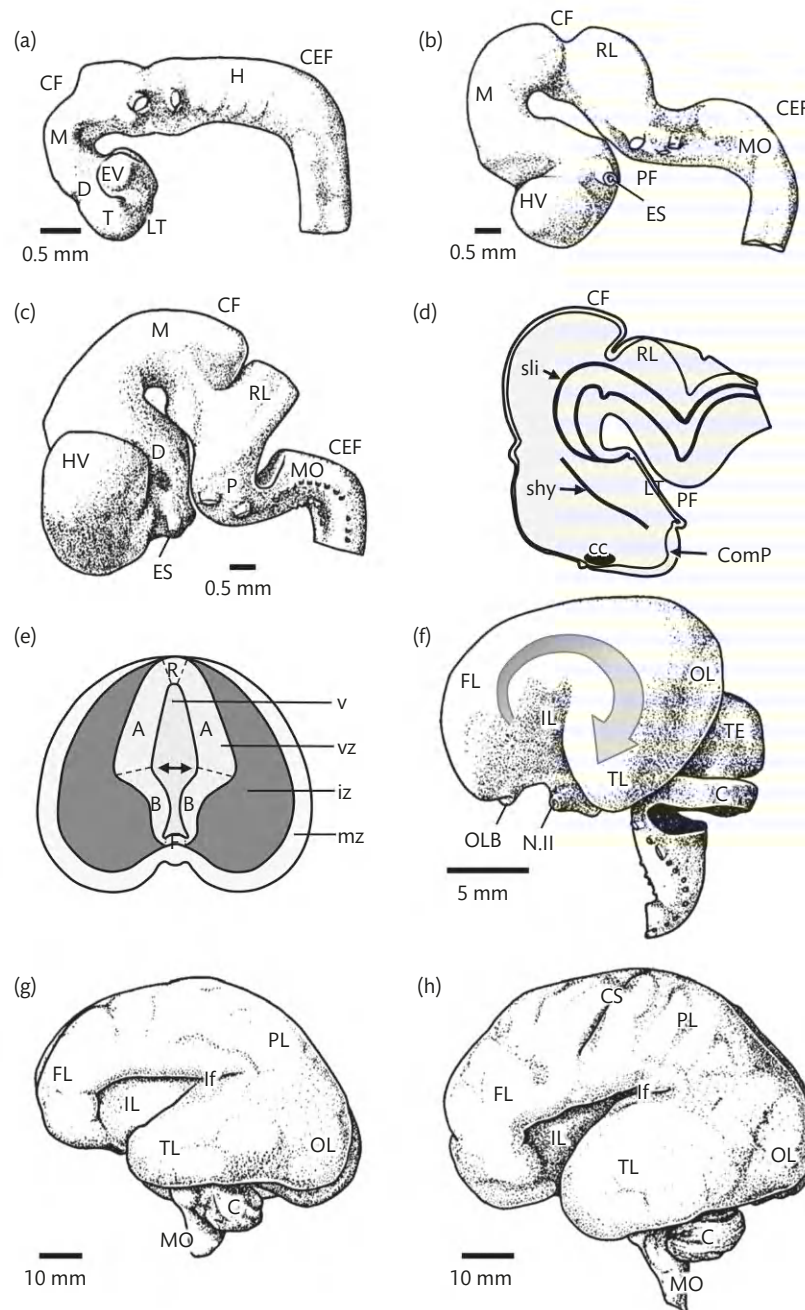 (a)
CF
H
CEF
M
EV
D
T
LT
0.5 mm
(b)
CF
RL
M
CEF
MO
HV
PF
ES
0.5 mm
(c)
CF
M
RL
HV
D
CEF
MO
P
ES
0.5 mm
(d)
CF
RL
sli
shy
LT
PF
cc
ComP
(e)
R
v
A
A
vz
iz
B
B
mz
F
(f)
FL
OL
IL
TE
TL
C
OLB
N.II
5 mm
(g)
PL
FL
If
IL
TL
OL
C
MO
10 mm
(h)
CS
PL
FL
If
IL
TL
OL
C
MO
10 mm